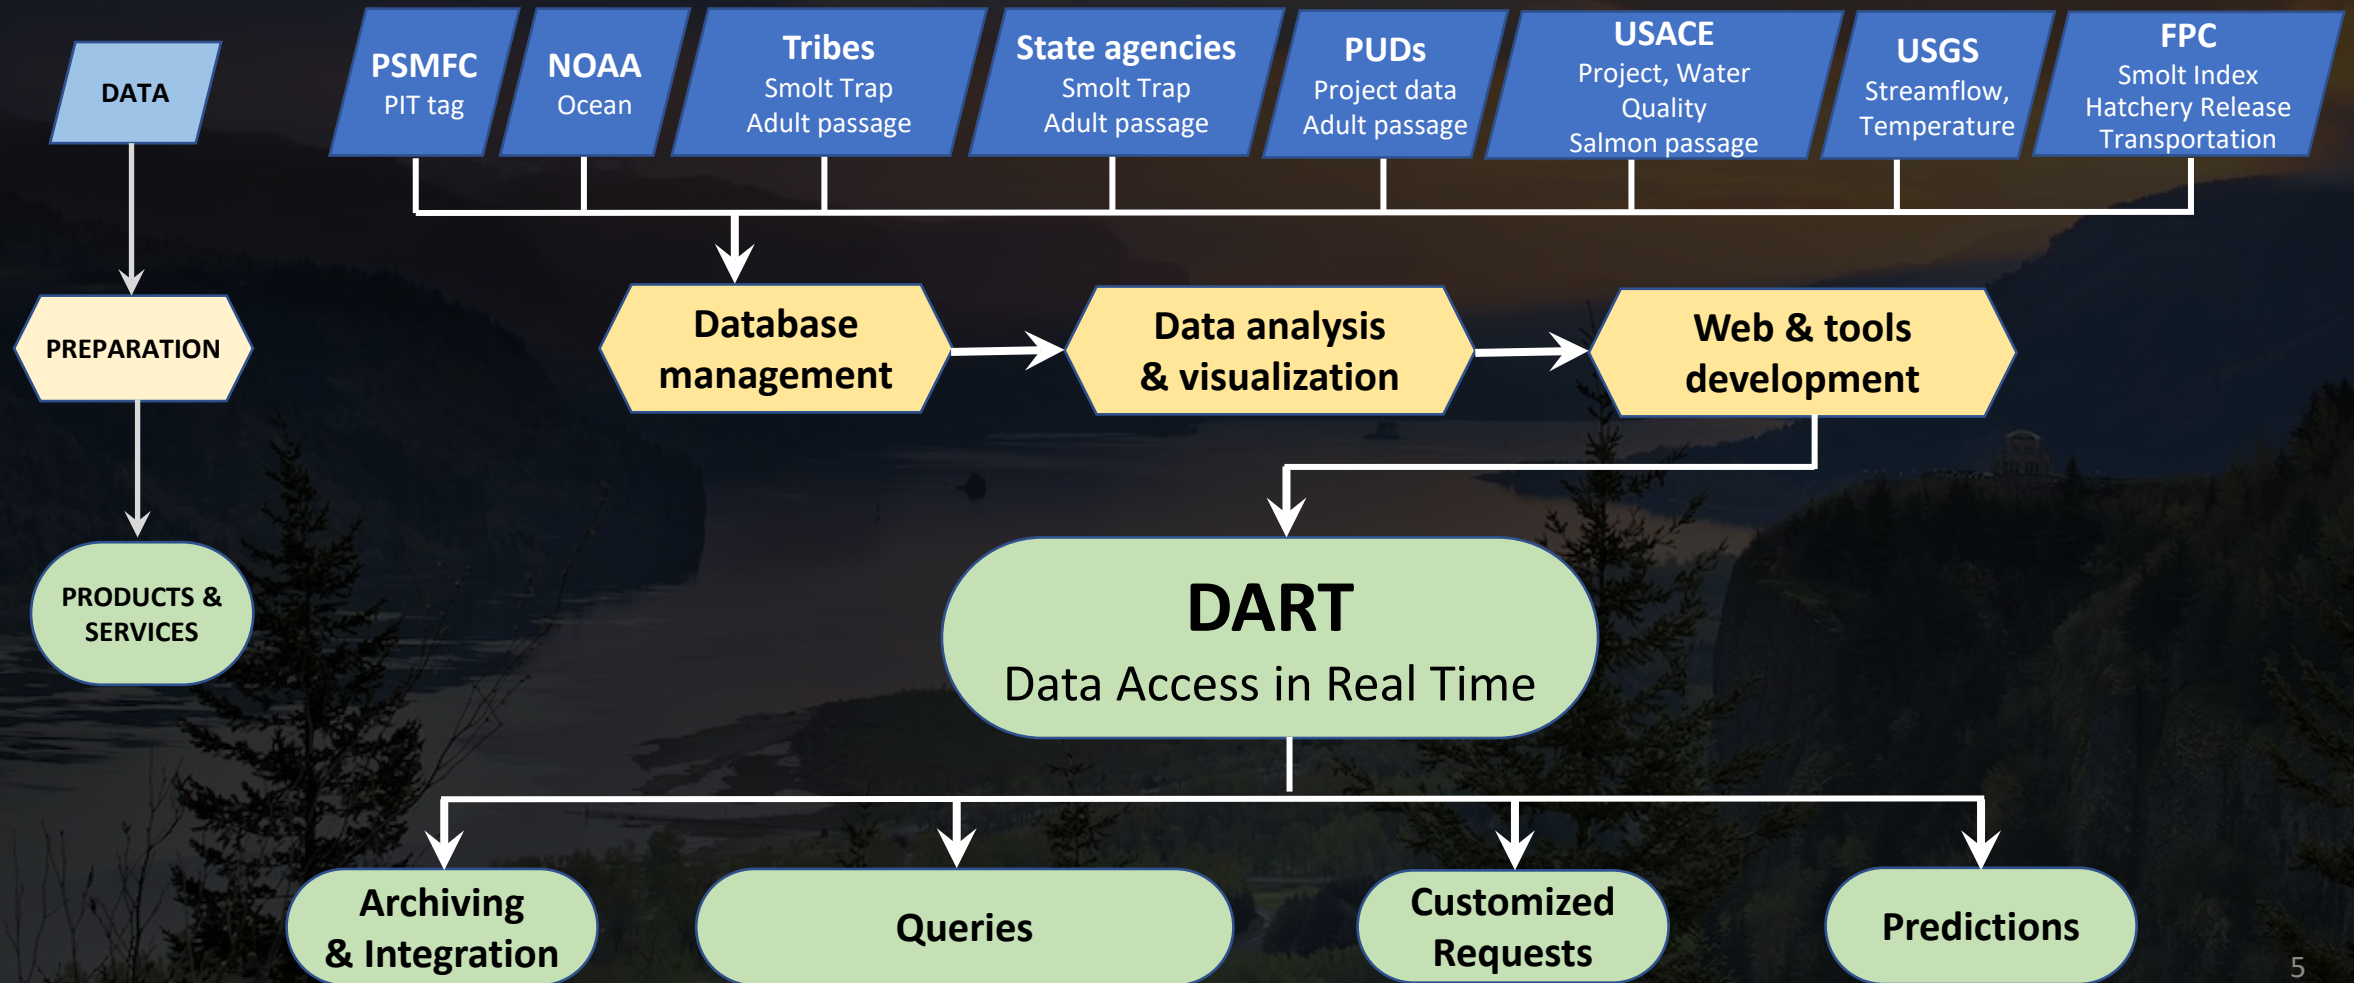 DATA
PSMFC
PIT tag
NOAA
Ocean
Tribes
Smolt Trap
Adult passage
State agencies
Smolt Trap
Adult passage
PUDs
Project data
Adult passage
USACE
Project, Water
Quality
Salmon passage
USGS
Streamflow,
Temperature
FPC
Smolt Index
Hatchery Release
Transportation
PREPARATION
Database
management
Data analysis
& visualization
Web & tools
development
PRODUCTS &
SERVICES
DART
Data Access in Real Time
Archiving
& Integration
Queries
Customized
Requests
Predictions
5